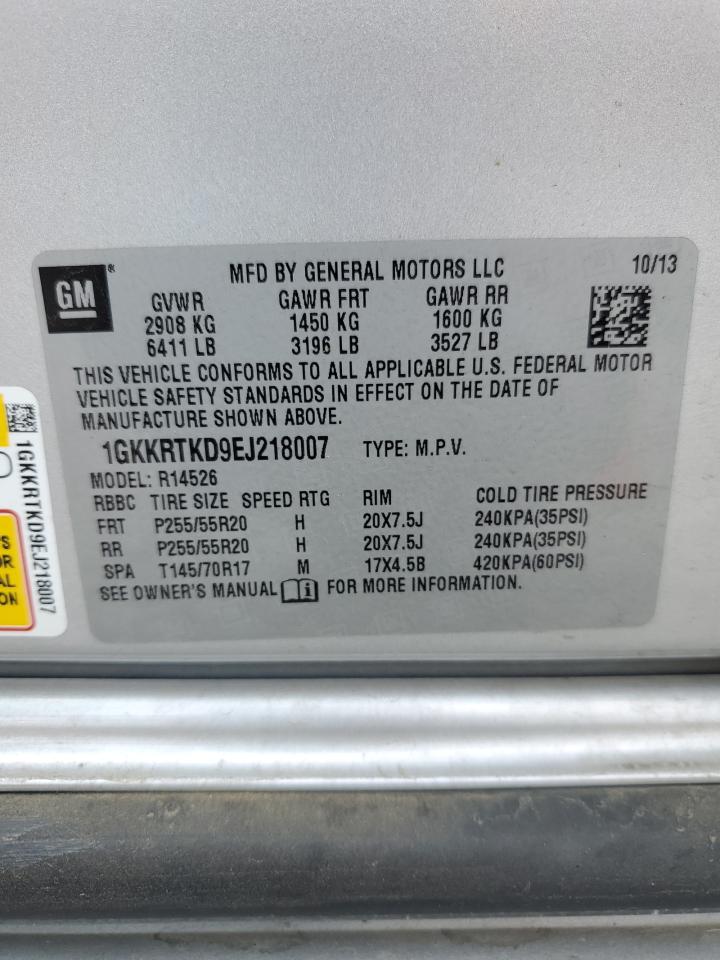 GM®
MFD BY GENERAL MOTORS LLC 10/13
GVWR GAWR FRT GAWR RR
2908 KG 1450 KG 1600 KG
6411 LB 3196 LB 3527 LB
THIS VEHICLE CONFORMS TO ALL APPLICABLE U.S. FEDERAL MOTOR
VEHICLE SAFETY STANDARDS IN EFFECT ON THE DATE OF
MANUFACTURE SHOWN ABOVE.
1GKKRTKD9EJ218007 TYPE: M.P.V.
MODEL: R14526
RBBC TIRE SIZE SPEED RTG RIM COLD TIRE PRESSURE
FRT P255/55R20 H 20X7.5J 240KPA(35PSI)
RR P255/55R20 H 20X7.5J 240KPA(35PSI)
SPA T145/70R17 M 17X4.5B 420KPA(60PSI)
SEE OWNER'S MANUAL i FOR MORE INFORMATION.
1GKKRTKD9EJ218007